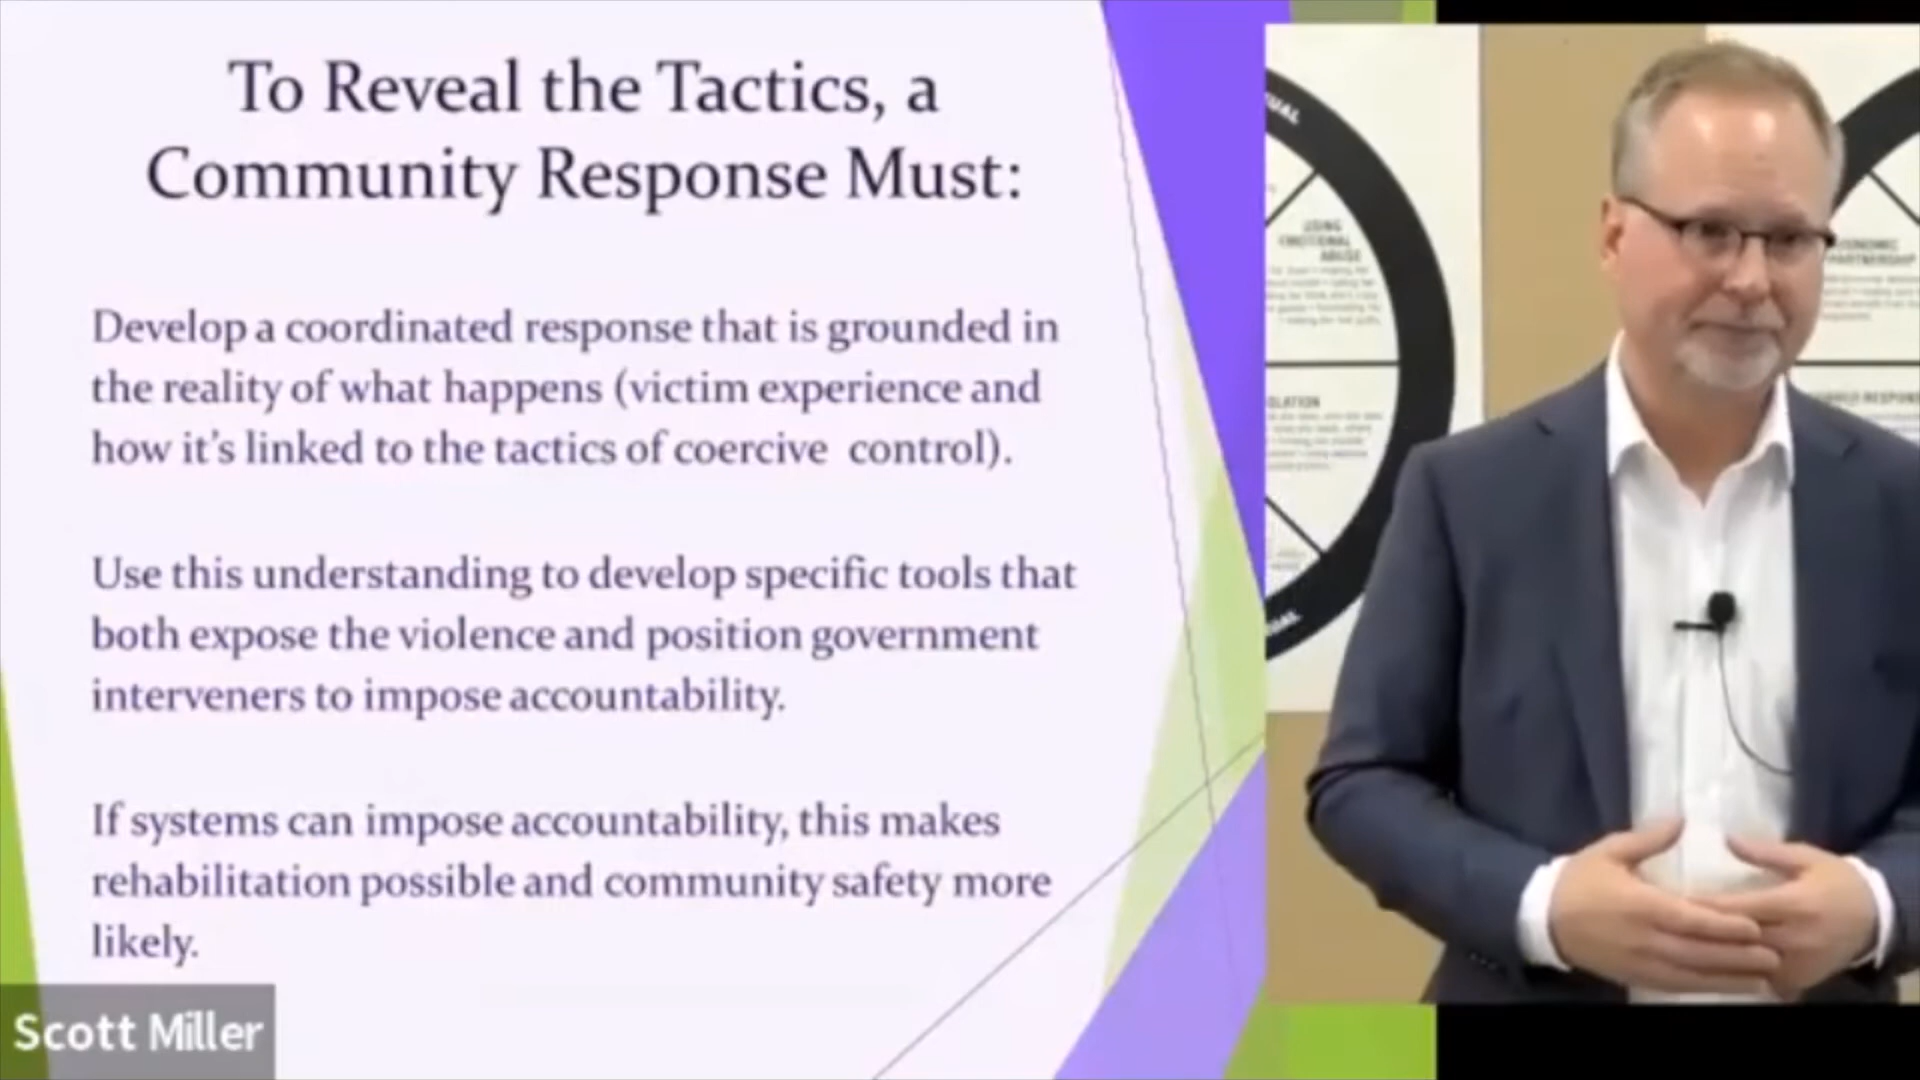 To Reveal the Tactics, a
Community Response Must:
Develop a coordinated response that is grounded in
the reality of what happens (victim experience and
how it's linked to the tactics of coercive control).
Use this understanding to develop specific tools that
both expose the violence and position government
interveners to impose accountability.
If systems can impose accountability, this makes
rehabilitation possible and community safety more
likely.
Scott Miller
USING
EMOTIONAL
ABUSE